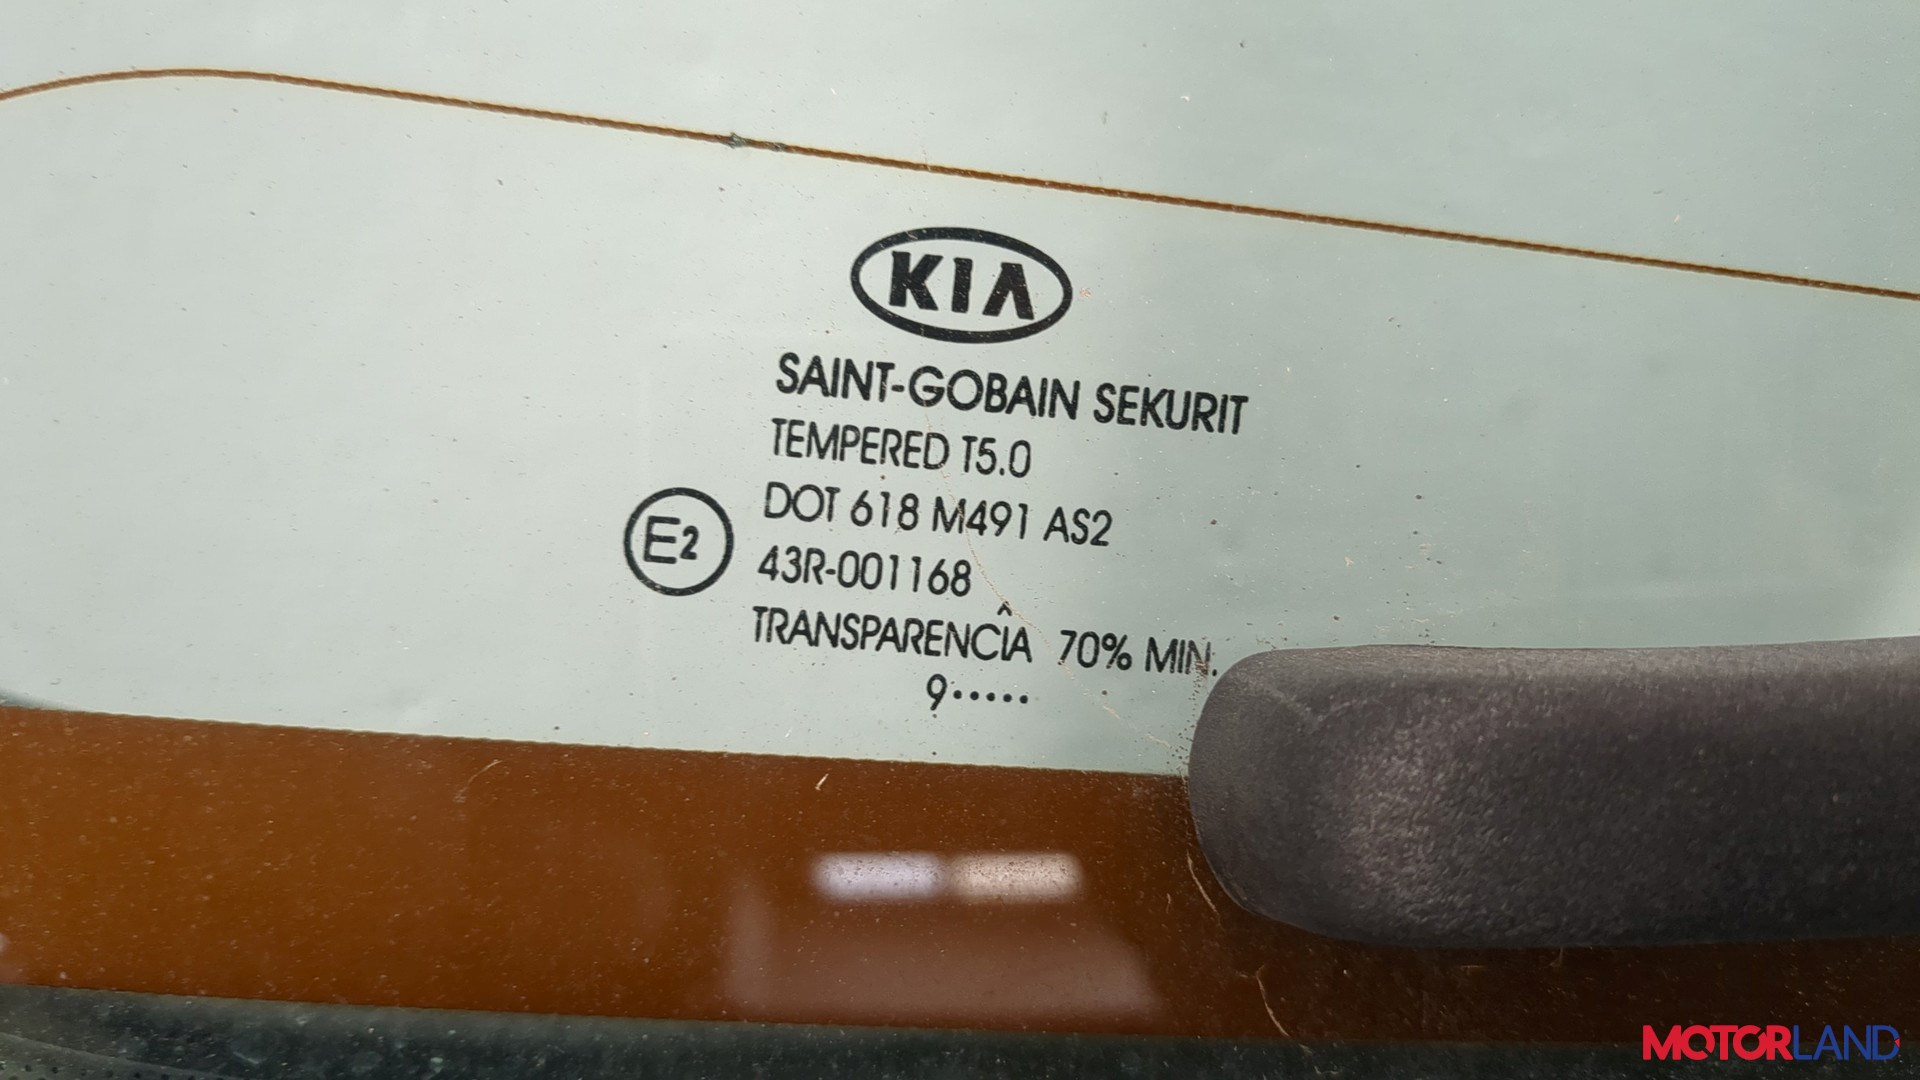 KIA
SAINT-GOBAIN SEKURIT
TEMPERED T5.0
DOT 618 M491 AS2
E2
43R-001168
TRANSPARENCÎA 70% MIN.
9·····
MOTORLAND